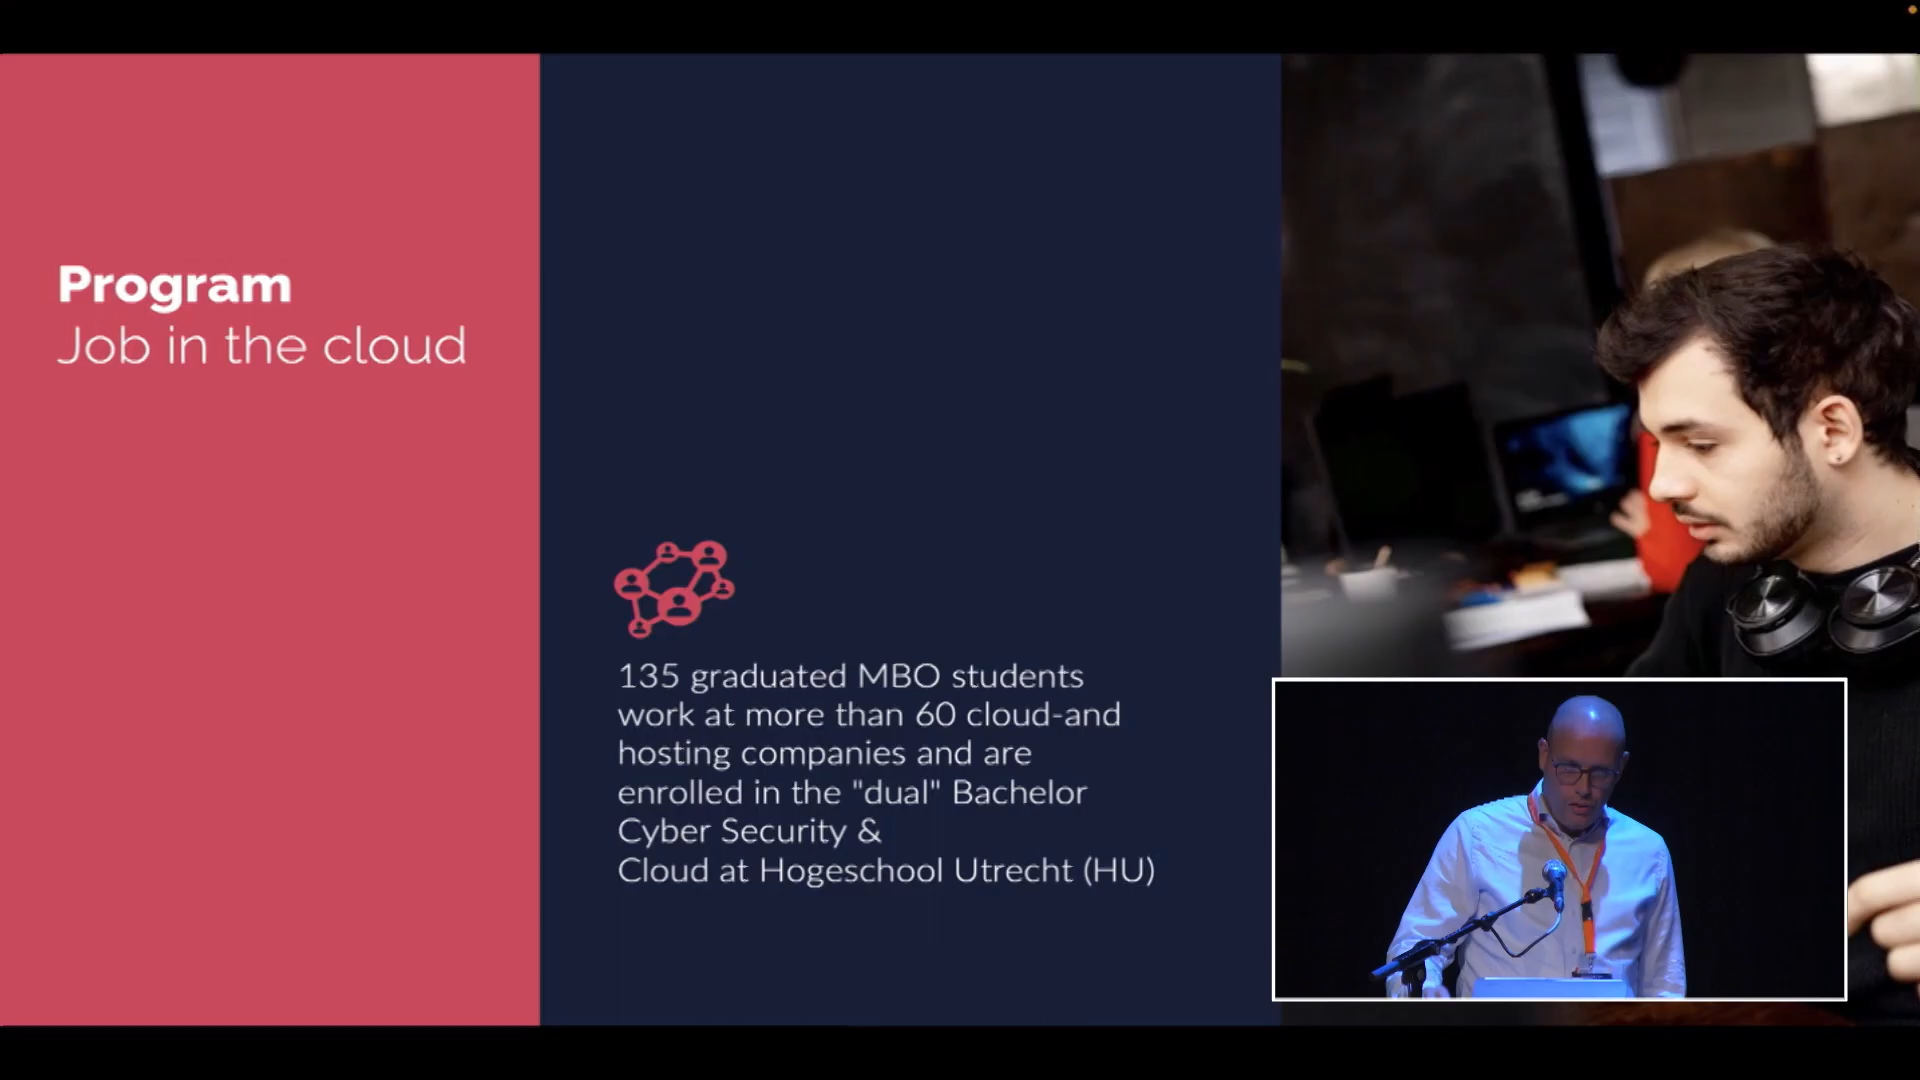 Program
Job in the cloud
135 graduated MBO students
work at more than 60 cloud-and
hosting companies and are
enrolled in the "dual" Bachelor
Cyber Security &
Cloud at Hogeschool Utrecht (HU)